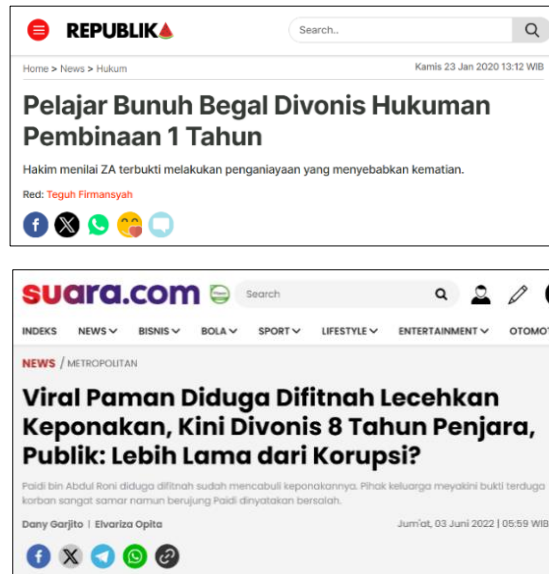 REPUBLIK
Search..
Home > News > Hukum
Kamis 23 Jan 2020 13:12 WIB
Pelajar Bunuh Begal Divonis Hukuman
Pembinaan 1 Tahun
Hakim menilai ZA terbukti melakukan penganiayaan yang menyebabkan kematian.
Red: Teguh Firmansyah
suara.com
Search
INDEKS NEWS BISNIS BOLA SPORT LIFESTYLE ENTERTAINMENT OTOMOT
NEWS / METROPOLITAN
Viral Paman Diduga Difitnah Lecehkan
Keponakan, Kini Divonis 8 Tahun Penjara,
Publik: Lebih Lama dari Korupsi?
Paidi bin Abdul Roni diduga difitnah sudah mencabuli keponakannya. Pihak keluarga meyakini bukti terduga
korban sangat samar namun berujung Paidi dinyatakan bersalah.
Dany Garjito | Elvariza Opita
Jum'at, 03 Juni 2022 | 05:59 WIB